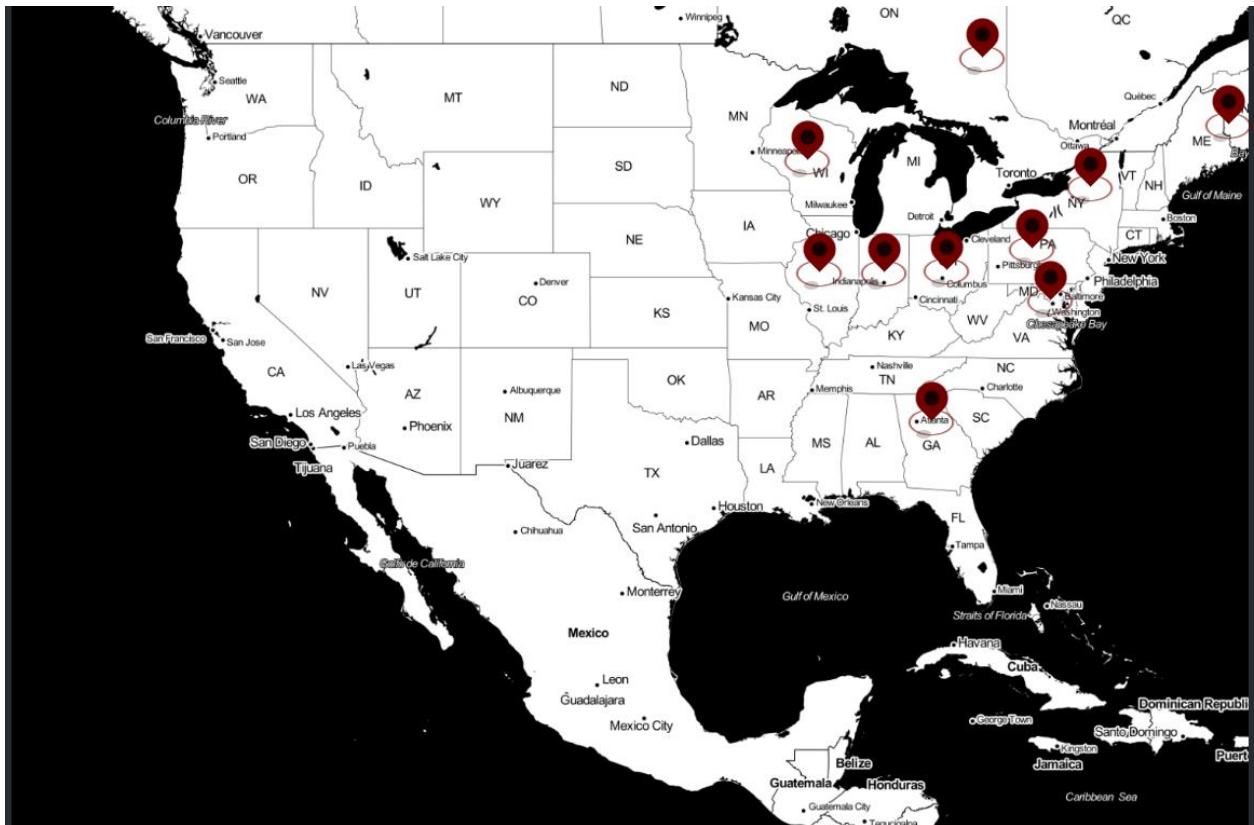 Winnipeg
ON
QC
Vancouver
Seattle
WA
MT
ND
MN
Québec
Columbia River
Portland
Montréal
Ottawa
ME
OR
ID
SD
WI
MI
Toronto
VT
NH
Gulf of Maine
WY
Milwaukee
Detroit
NY
Boston
IA
Chicago
Cleveland
CT
NE
PA
New York
Salt Lake City
Pittsburgh
Philadelphia
NV
UT
Denver
CO
Indianapolis
Columbus
MD
Baltimore
Kansas City
Cincinnati
Washington
KS
MO
St. Louis
WV
Chesapeake Bay
San Francisco
San Jose
KY
VA
Las Vegas
Nashville
NC
CA
OK
TN
AZ
Albuquerque
AR
Memphis
Charlotte
Los Angeles
NM
SC
Phoenix
Atlanta
San Diego
Puebla
Dallas
MS
AL
GA
Tijuana
Juarez
TX
LA
Houston
New Orleans
San Antonio
FL
Chihuahua
Tampa
Golfo de California
Monterrey
Gulf of Mexico
Miami
Nassau
Straits of Florida
Mexico
Havana
Cuba
Leon
Guadalajara
Mexico City
George Town
Dominican Republi
Santo Domingo
Kingston
Jamaica
Puert
Belize
Guatemala
Honduras
Guatemala City
Caribbean Sea
Tegucigalpa